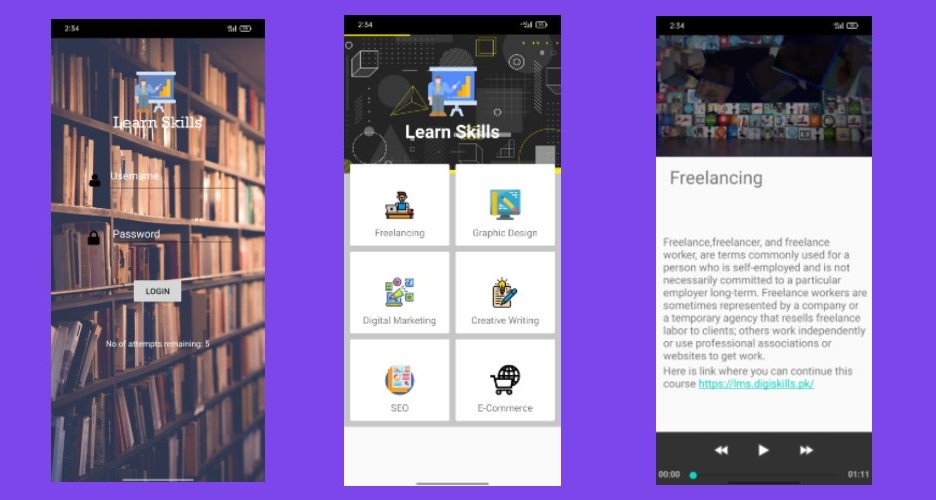 2:34
Learn Skills
Username
Password
LOGIN
No of attempts remaining: 5
2:34
Learn Skills
Freelancing
Graphic Design
Digital Marketing
Creative Writing
SEO
E-Commerce
2:34
Freelancing
Freelance,freelancer, and freelance
worker, are terms commonly used for a
person who is self-employed and is not
necessarily committed to a particular
employer long-term. Freelance workers are
sometimes represented by a company or
a temporary agency that resells freelance
labor to clients; others work independently
or use professional associations or
websites to get work.
Here is link where you can continue this
course https://lms.digiskills.pk/
00:00
01:11